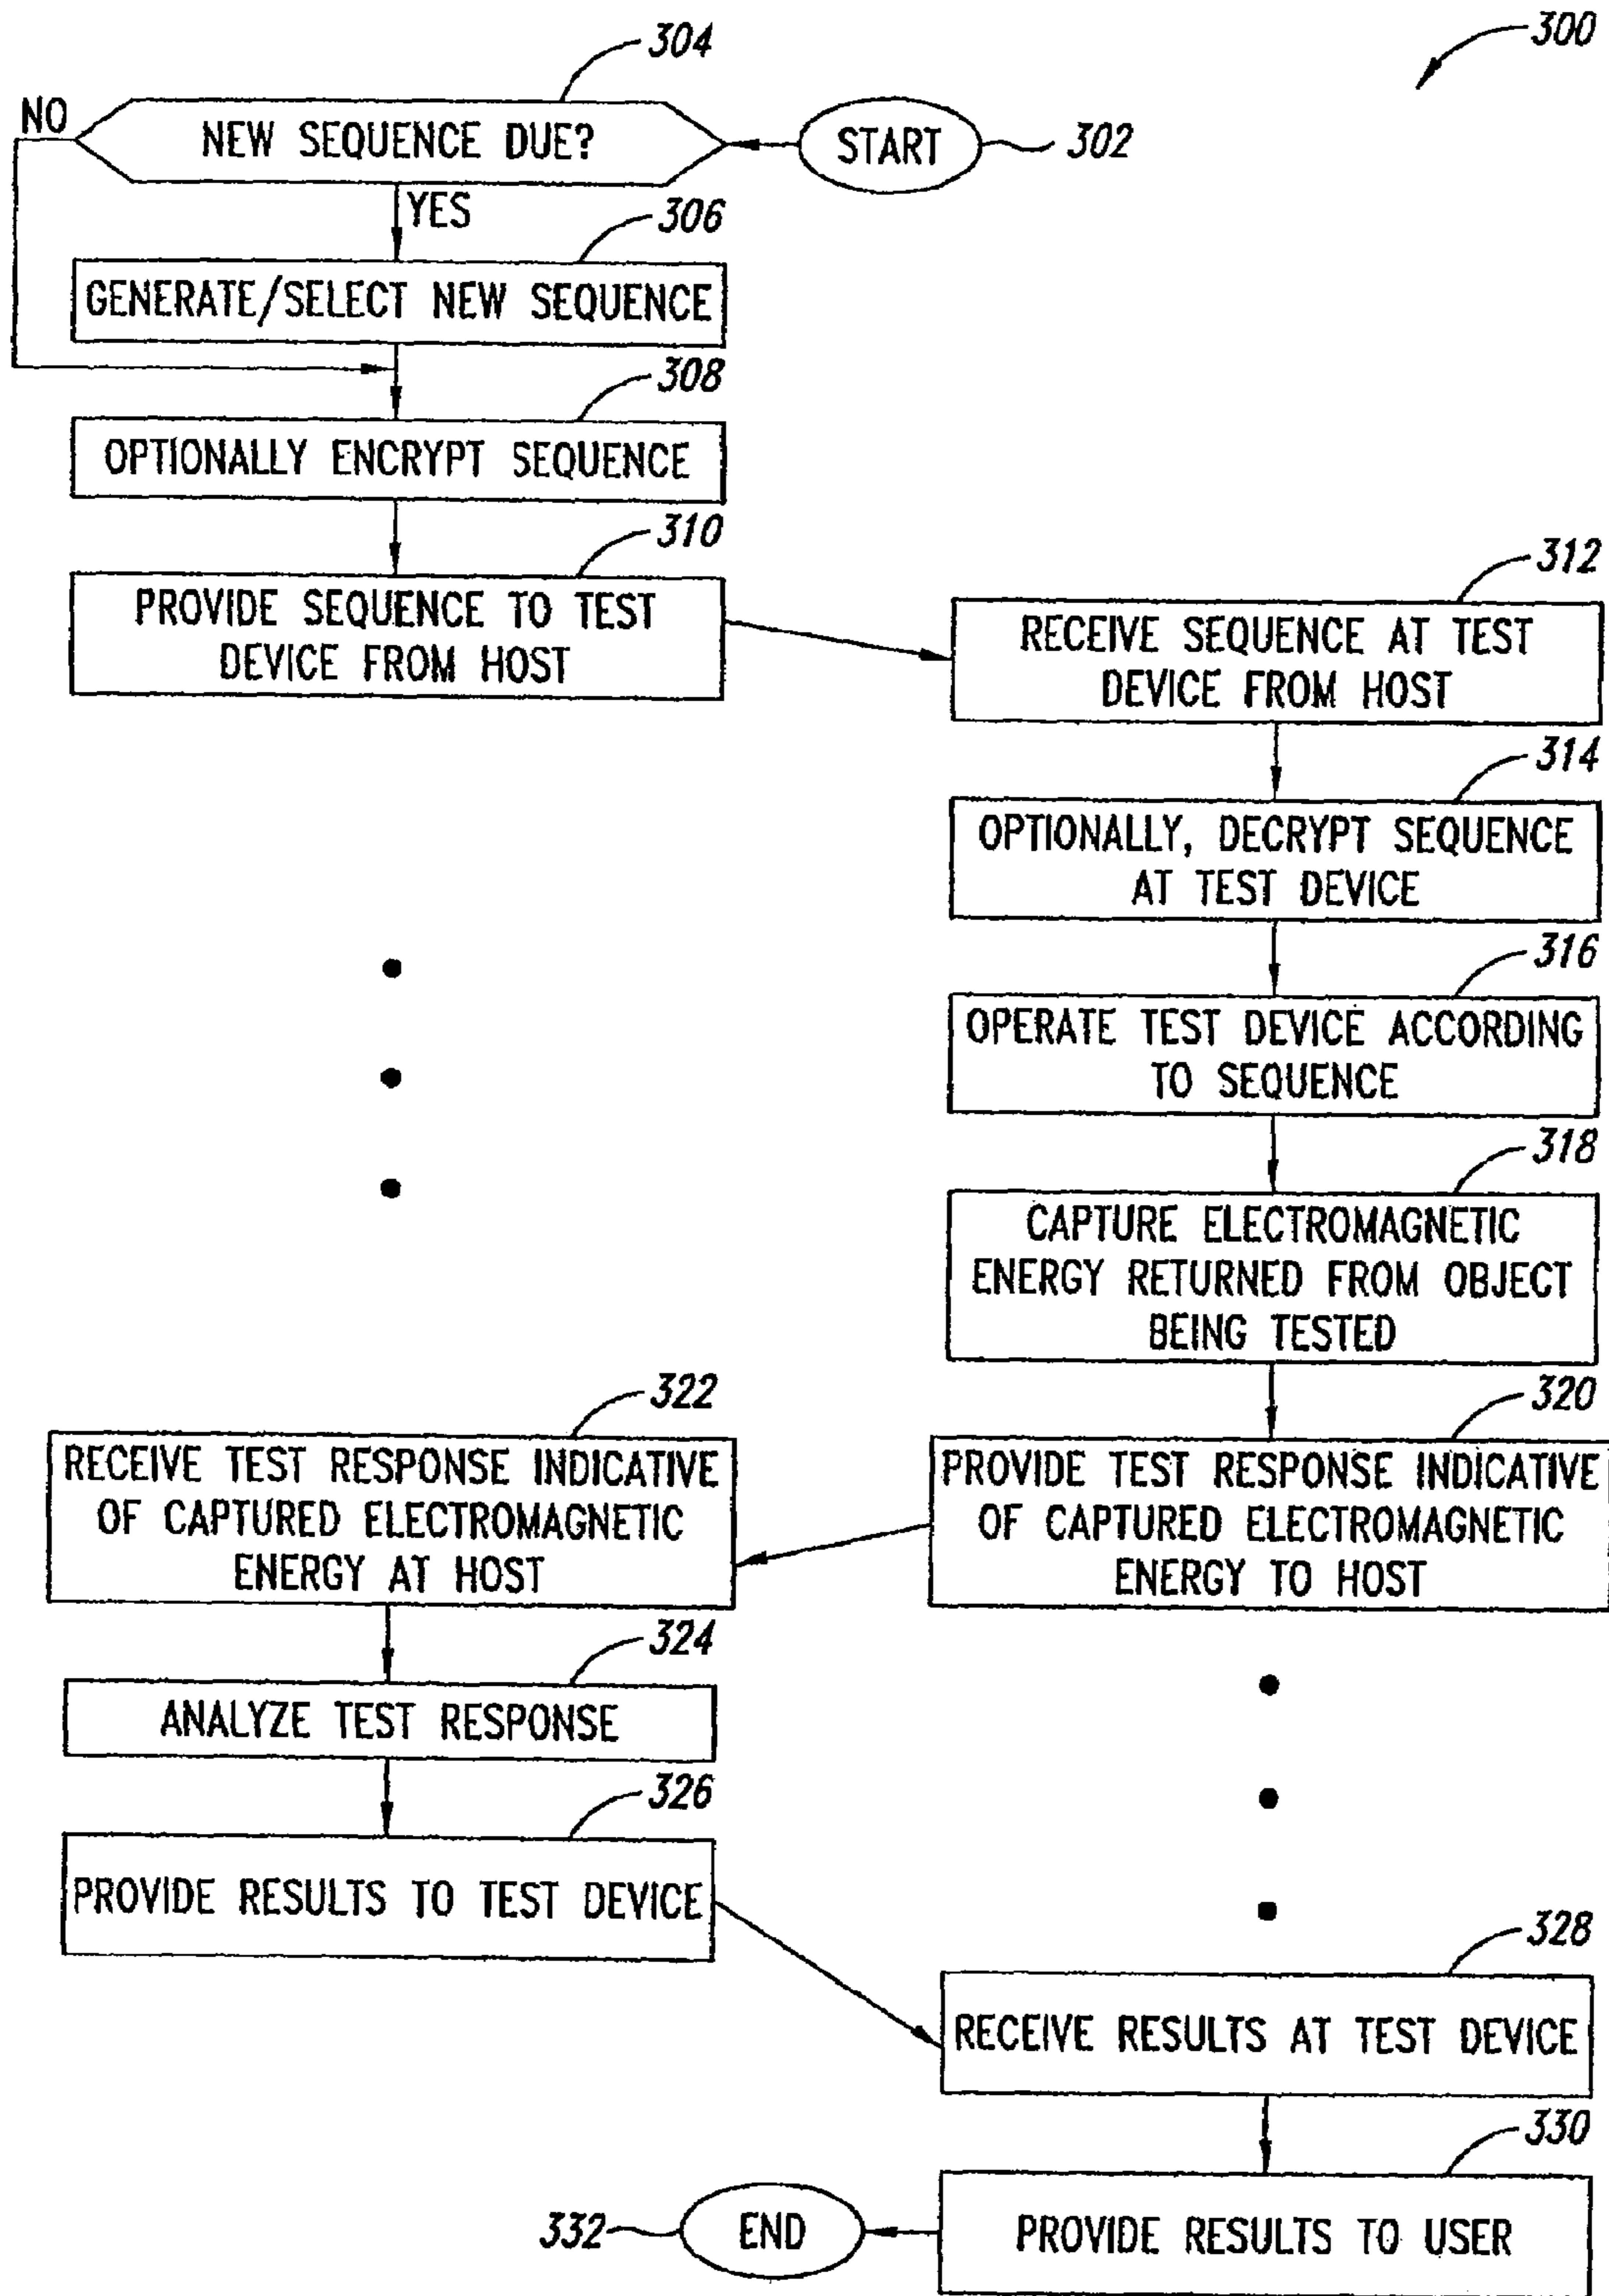 304
300
NO
NEW SEQUENCE DUE?
START
302
YES
306
GENERATE/SELECT NEW SEQUENCE
308
OPTIONALLY ENCRYPT SEQUENCE
310
PROVIDE SEQUENCE TO TEST
DEVICE FROM HOST
312
RECEIVE SEQUENCE AT TEST
DEVICE FROM HOST
314
OPTIONALLY, DECRYPT SEQUENCE
AT TEST DEVICE
316
OPERATE TEST DEVICE ACCORDING
TO SEQUENCE
318
CAPTURE ELECTROMAGNETIC
ENERGY RETURNED FROM OBJECT
BEING TESTED
320
PROVIDE TEST RESPONSE INDICATIVE
OF CAPTURED ELECTROMAGNETIC
ENERGY TO HOST
322
RECEIVE TEST RESPONSE INDICATIVE
OF CAPTURED ELECTROMAGNETIC
ENERGY AT HOST
324
ANALYZE TEST RESPONSE
326
PROVIDE RESULTS TO TEST DEVICE
328
RECEIVE RESULTS AT TEST DEVICE
330
PROVIDE RESULTS TO USER
332
END